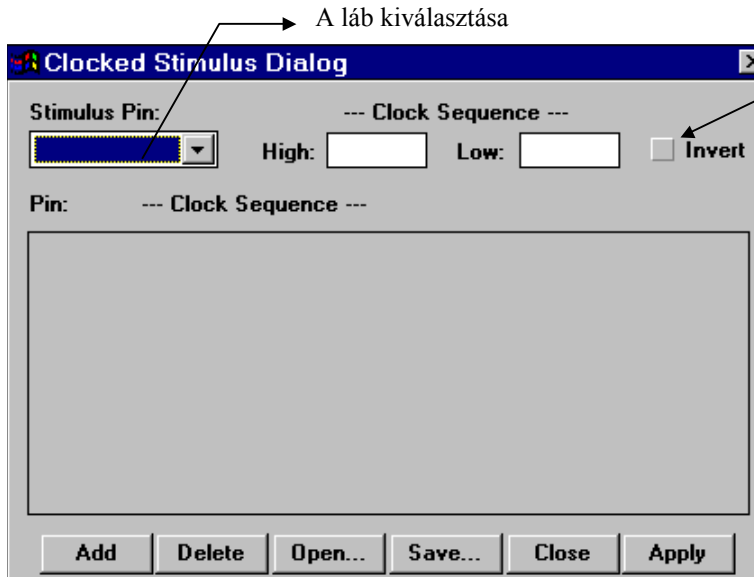 A láb kiválasztása
Clocked Stimulus Dialog
Stimulus Pin: --- Clock Sequence ---
High: Low: Invert
Pin: --- Clock Sequence ---
Add Delete Open... Save... Close Apply